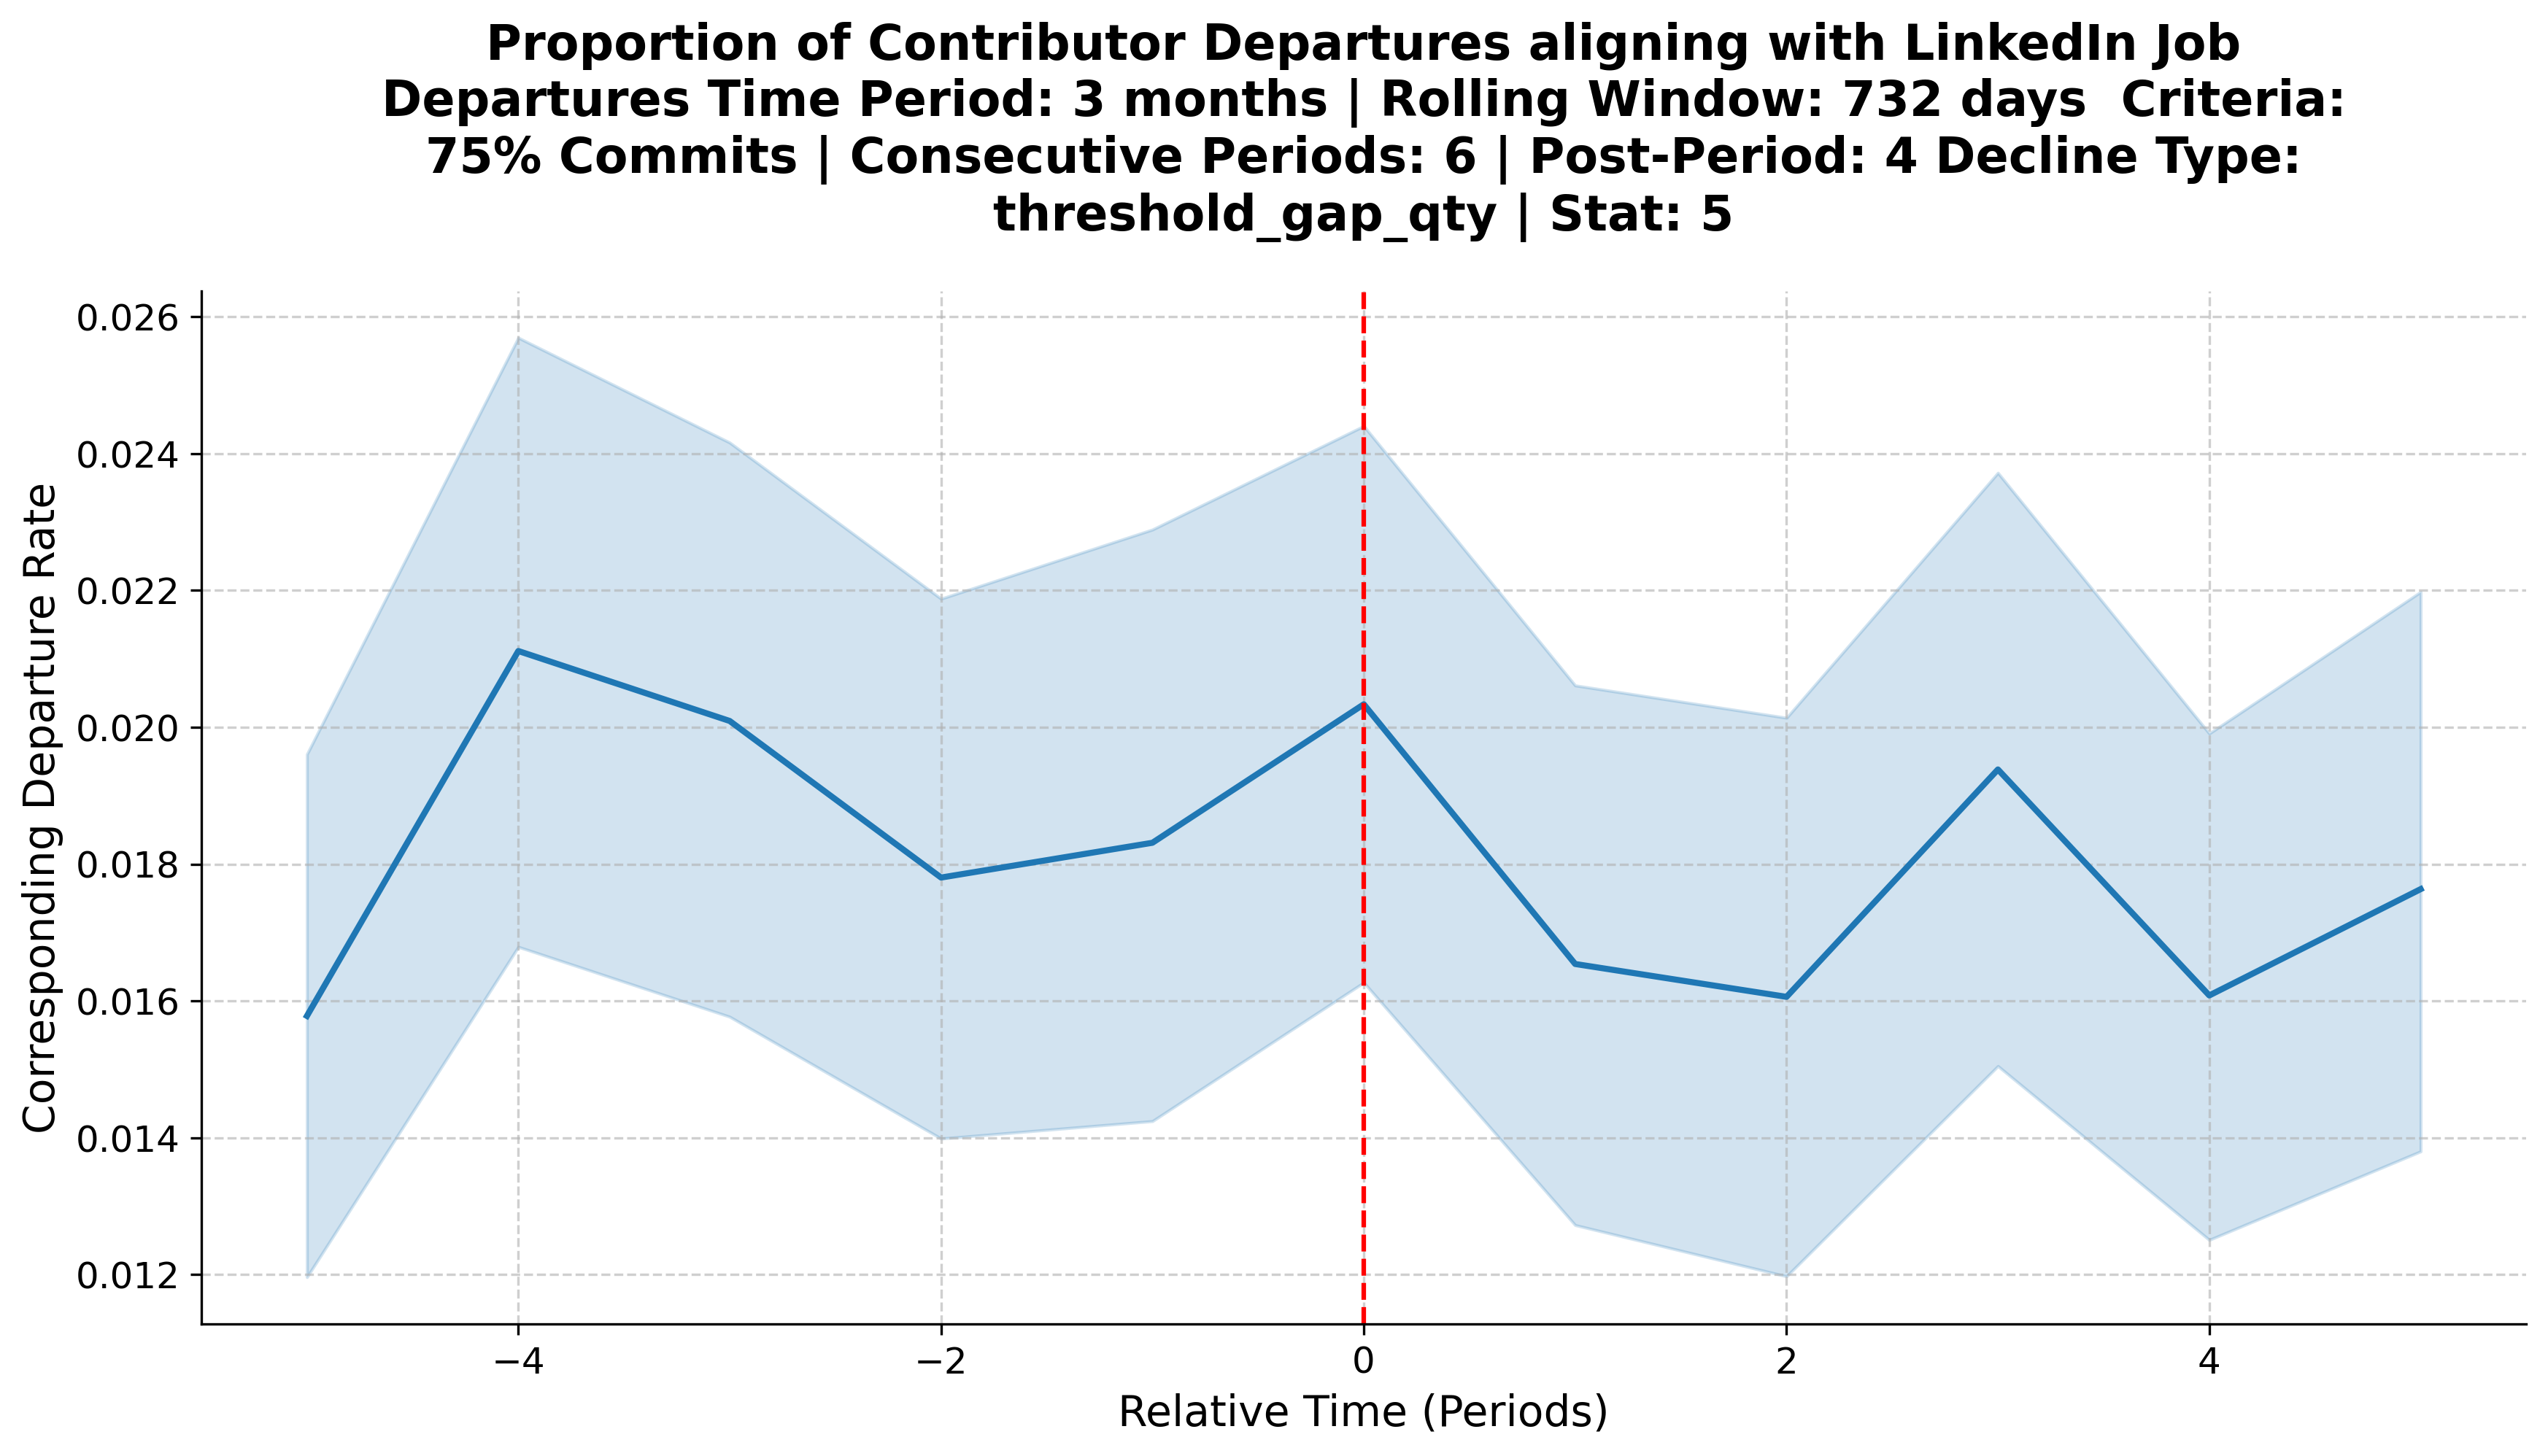 Proportion of Contributor Departures aligning with LinkedIn Job
Departures Time Period: 3 months | Rolling Window: 732 days  Criteria:
75% Commits | Consecutive Periods: 6 | Post-Period: 4 Decline Type:
threshold_gap_qty | Stat: 5
Corresponding Departure Rate
0.026
0.024
0.022
0.020
0.018
0.016
0.014
0.012
−4
−2
0
2
4
Relative Time (Periods)